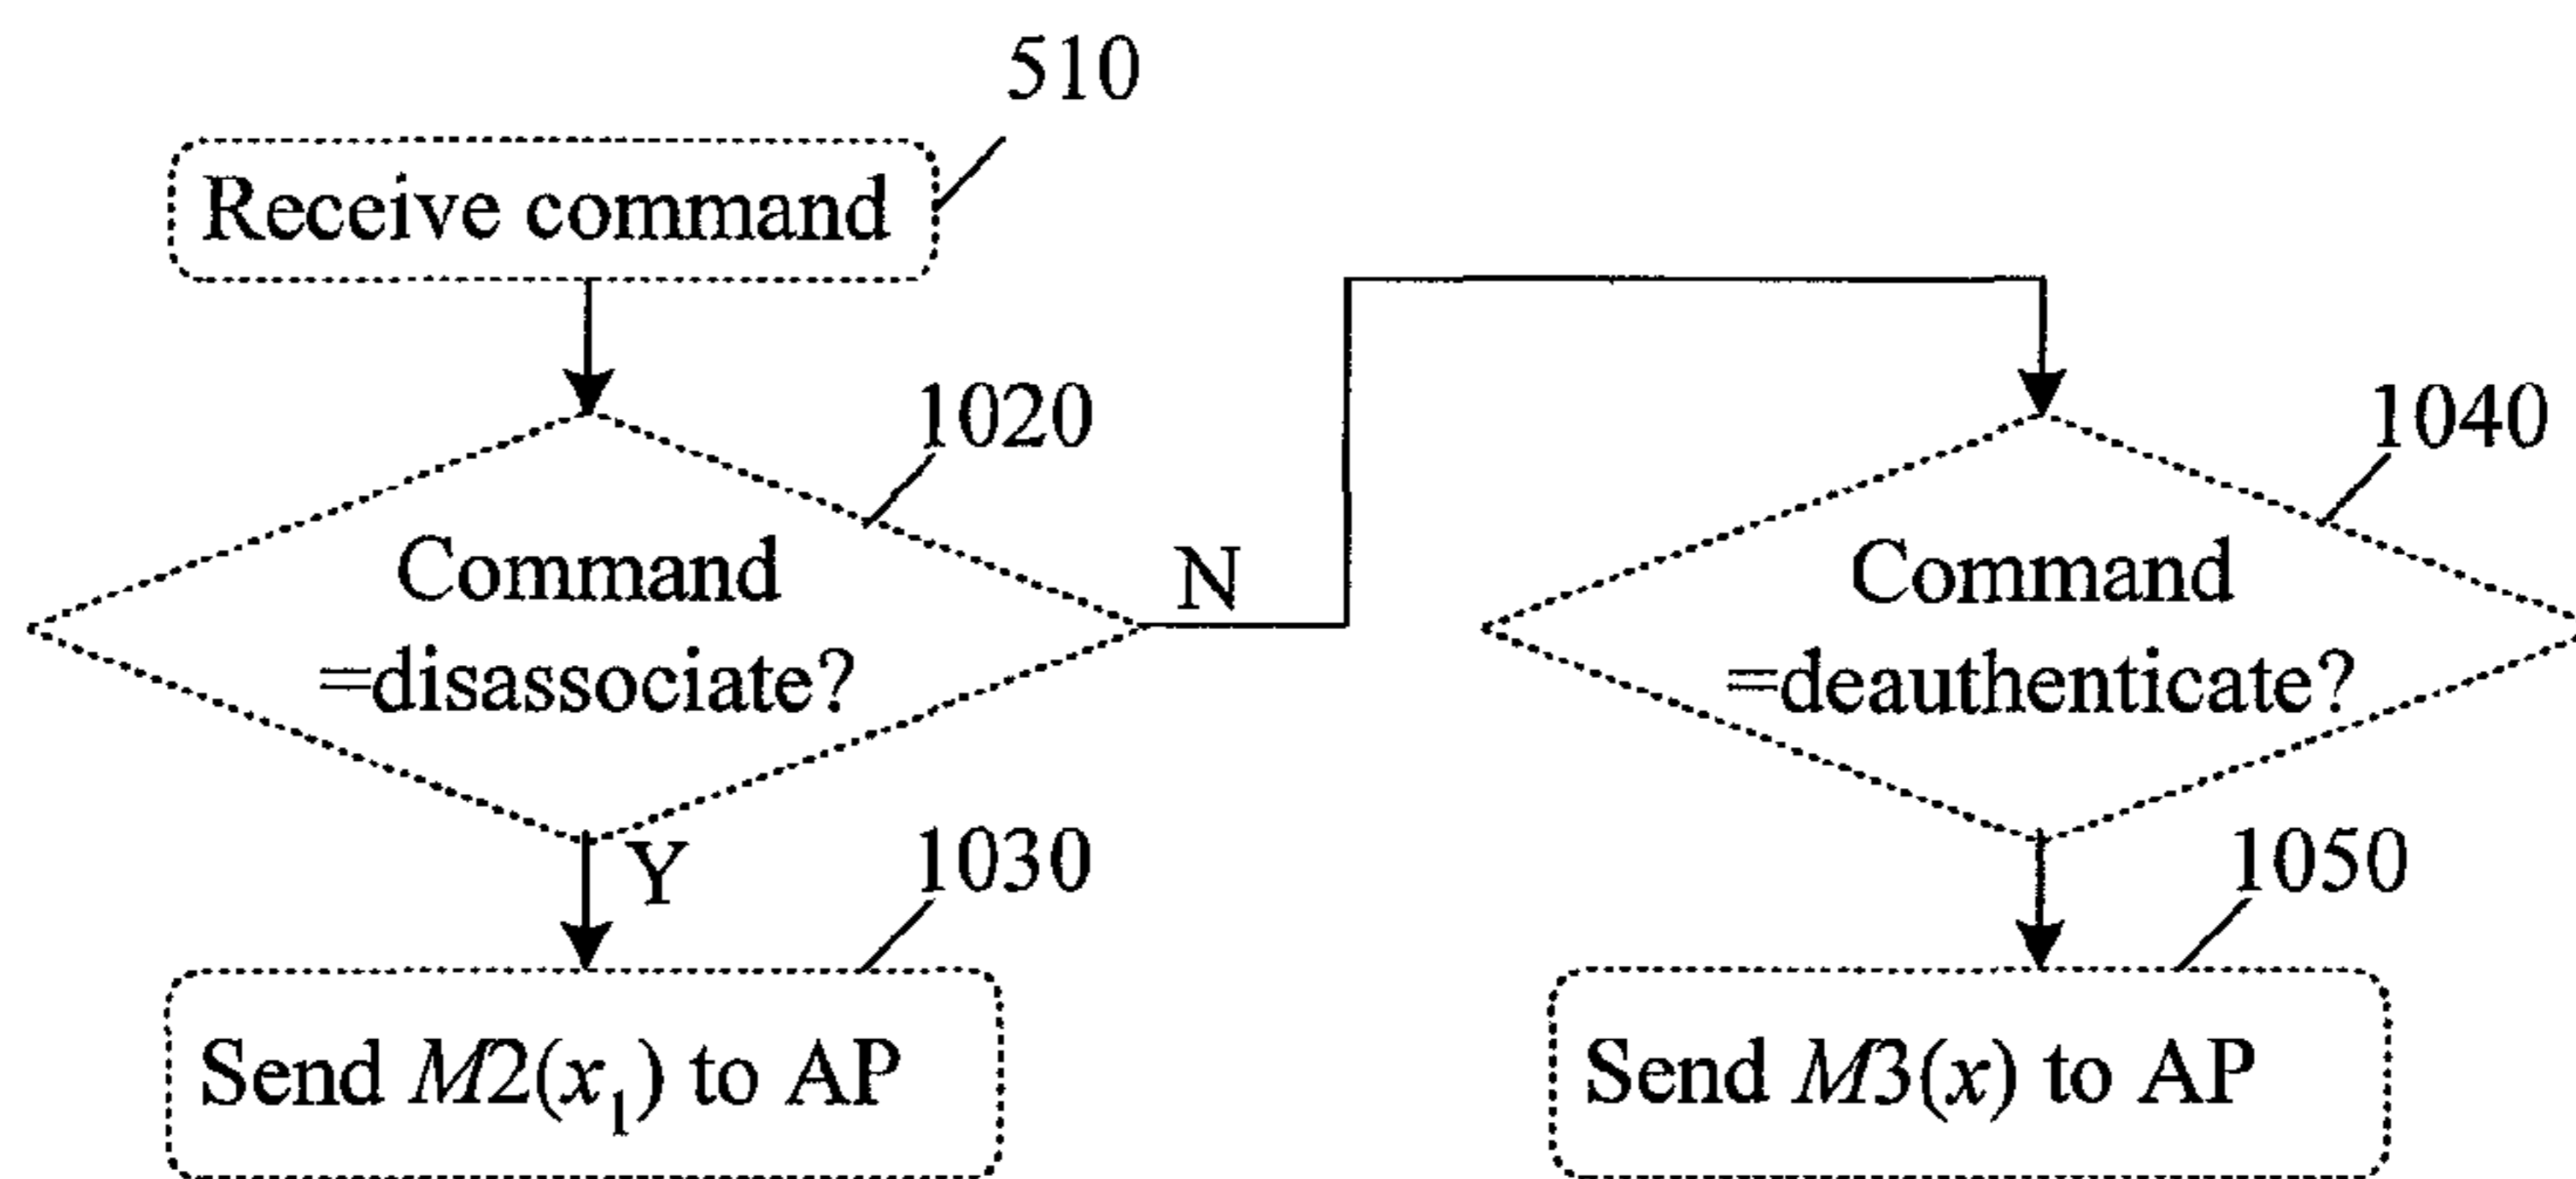 510
Receive command
1020
Command
=disassociate?
N
Y
1030
Send M2(x₁) to AP
1040
Command
=deauthenticate?
1050
Send M3(x) to AP